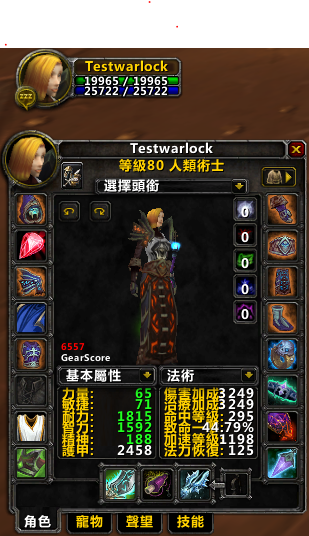 Testwarlock
19965 / 19965
25722 / 25722
zzz
Testwarlock
等級80 人類術士
選擇頭銜
0
0
0
0
0
6557
GearScore
基本屬性
法術
力量: 65
敏捷: 71
耐力: 1815
智力: 1592
精神: 188
護甲: 2458
傷害加成 3249
治療加成 3249
命中等級: 295
致命一 44.79%
加速等級 1198
法力恢復: 125
角色
寵物
聲望
技能